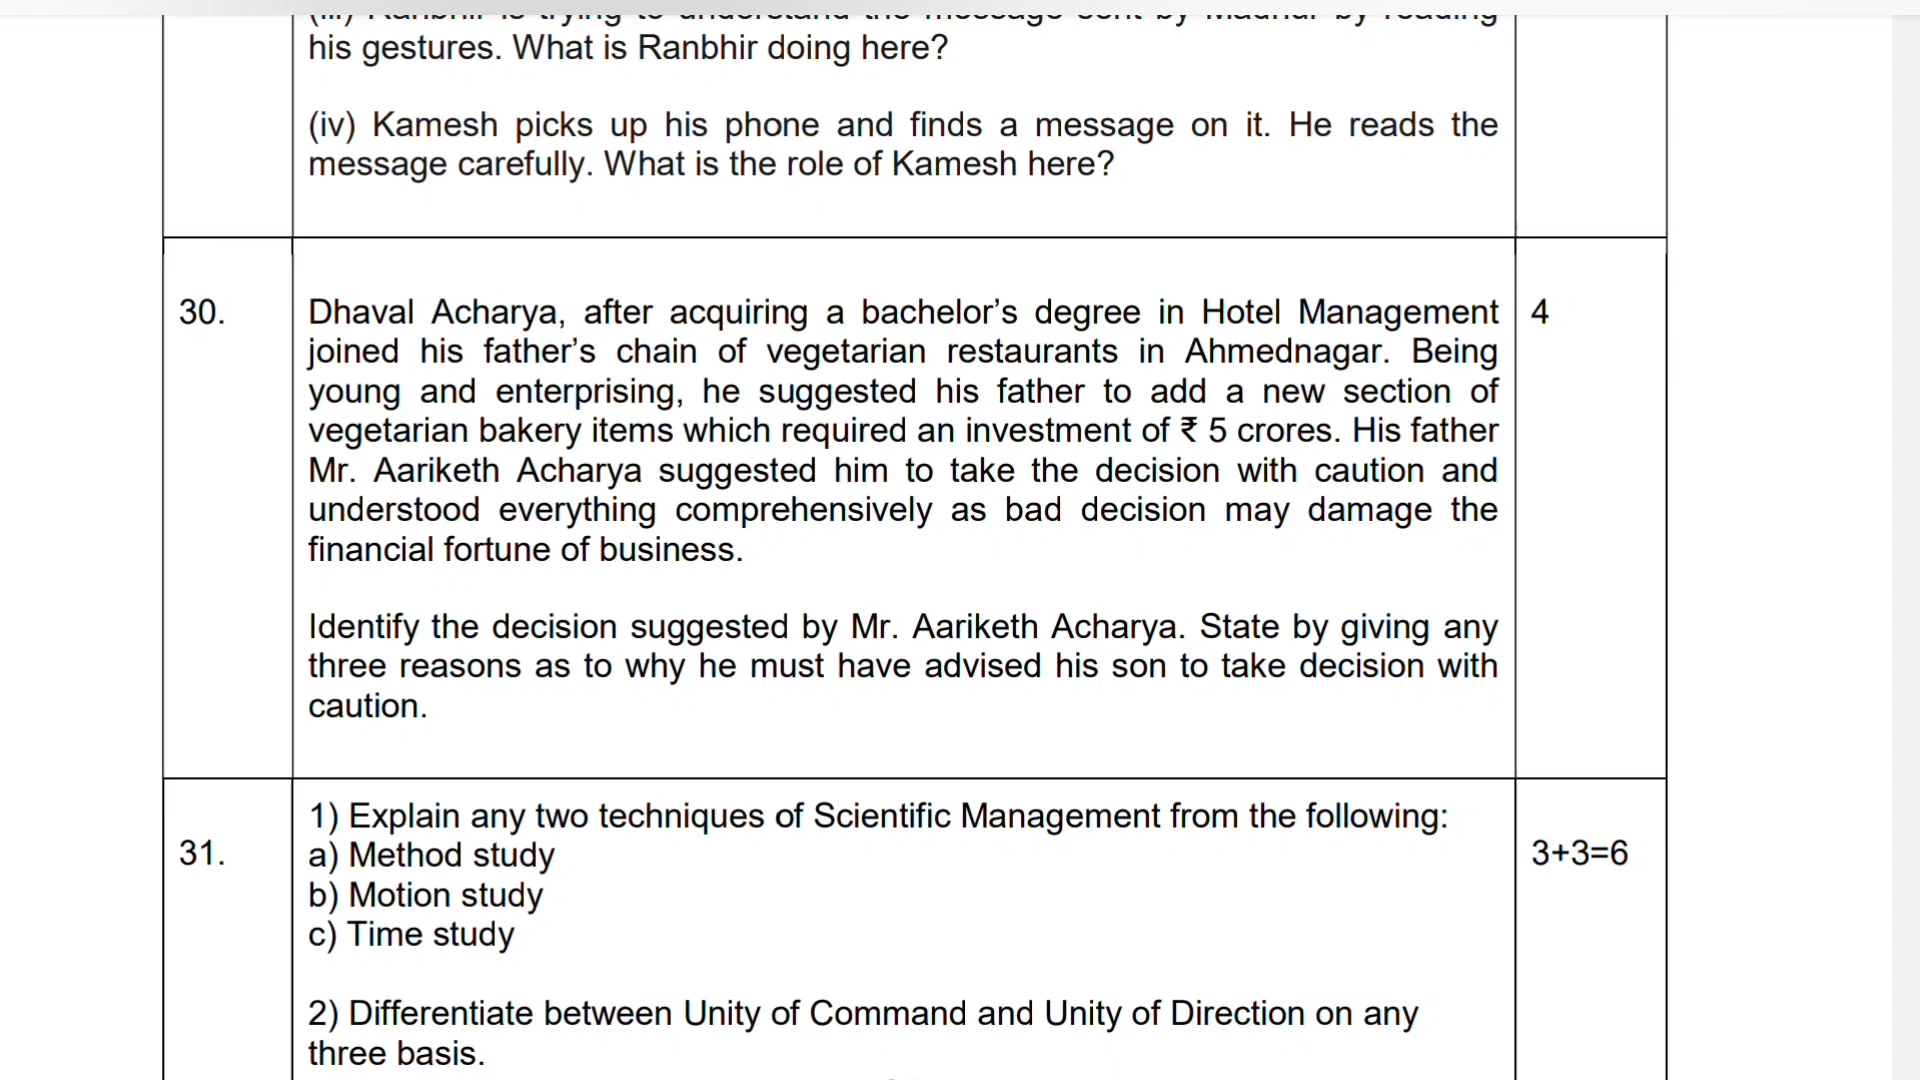 his gestures. What is Ranbhir doing here?
(iv) Kamesh picks up his phone and finds a message on it. He reads the
message carefully. What is the role of Kamesh here?
30.
Dhaval Acharya, after acquiring a bachelor’s degree in Hotel Management
4
joined his father’s chain of vegetarian restaurants in Ahmednagar. Being
young and enterprising, he suggested his father to add a new section of
vegetarian bakery items which required an investment of ₹ 5 crores. His father
Mr. Aariketh Acharya suggested him to take the decision with caution and
understood everything comprehensively as bad decision may damage the
financial fortune of business.
Identify the decision suggested by Mr. Aariketh Acharya. State by giving any
three reasons as to why he must have advised his son to take decision with
caution.
31.
1) Explain any two techniques of Scientific Management from the following:
3+3=6
a) Method study
b) Motion study
c) Time study
2) Differentiate between Unity of Command and Unity of Direction on any
three basis.